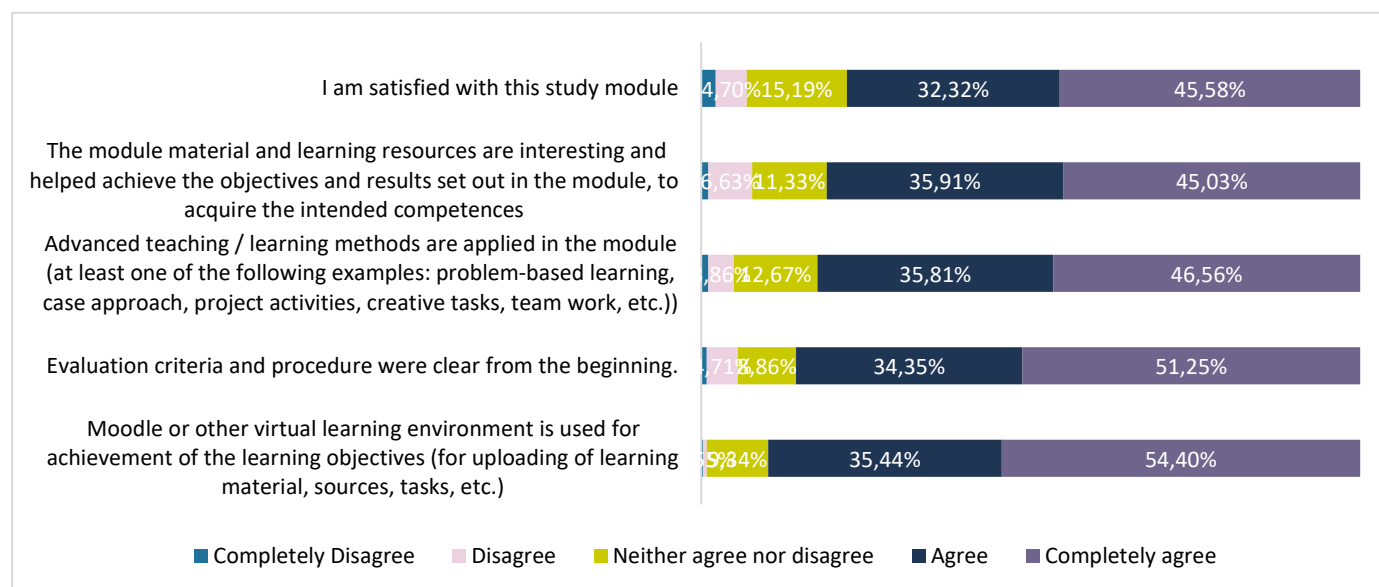 I am satisfied with this study module
4,70% 15,19% 32,32% 45,58%
The module material and learning resources are interesting and
helped achieve the objectives and results set out in the module, to
acquire the intended competences
6,63% 11,33% 35,91% 45,03%
Advanced teaching / learning methods are applied in the module
(at least one of the following examples: problem-based learning,
case approach, project activities, creative tasks, team work, etc.))
12,67% 35,81% 46,56%
Evaluation criteria and procedure were clear from the beginning.
8,86% 34,35% 51,25%
Moodle or other virtual learning environment is used for
achievement of the learning objectives (for uploading of learning
material, sources, tasks, etc.)
9,34% 35,44% 54,40%
Completely Disagree Disagree Neither agree nor disagree Agree Completely agree